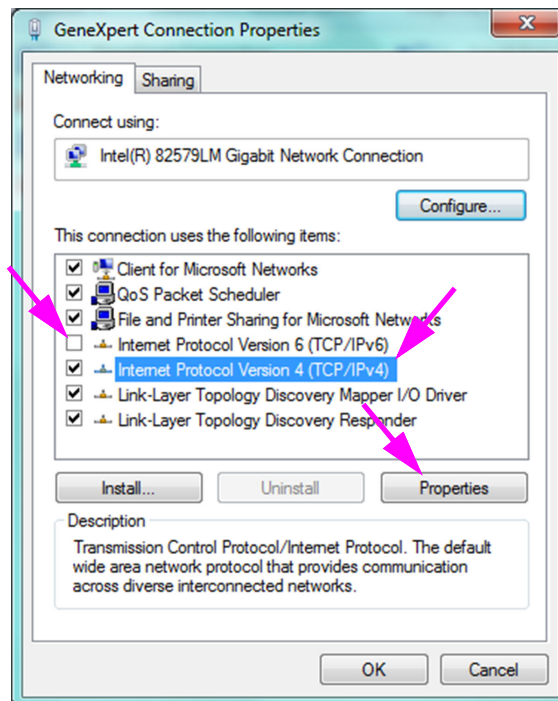 GeneXpert Connection Properties
Networking
Sharing
Connect using:
Intel(R) 82579LM Gigabit Network Connection
Configure...
This connection uses the following items:
Client for Microsoft Networks
QoS Packet Scheduler
File and Printer Sharing for Microsoft Networks
Internet Protocol Version 6 (TCP/IPv6)
Internet Protocol Version 4 (TCP/IPv4)
Link-Layer Topology Discovery Mapper I/O Driver
Link-Layer Topology Discovery Responder
Install...
Uninstall
Properties
Description
Transmission Control Protocol/Internet Protocol. The default
wide area network protocol that provides communication
across diverse interconnected networks.
OK
Cancel